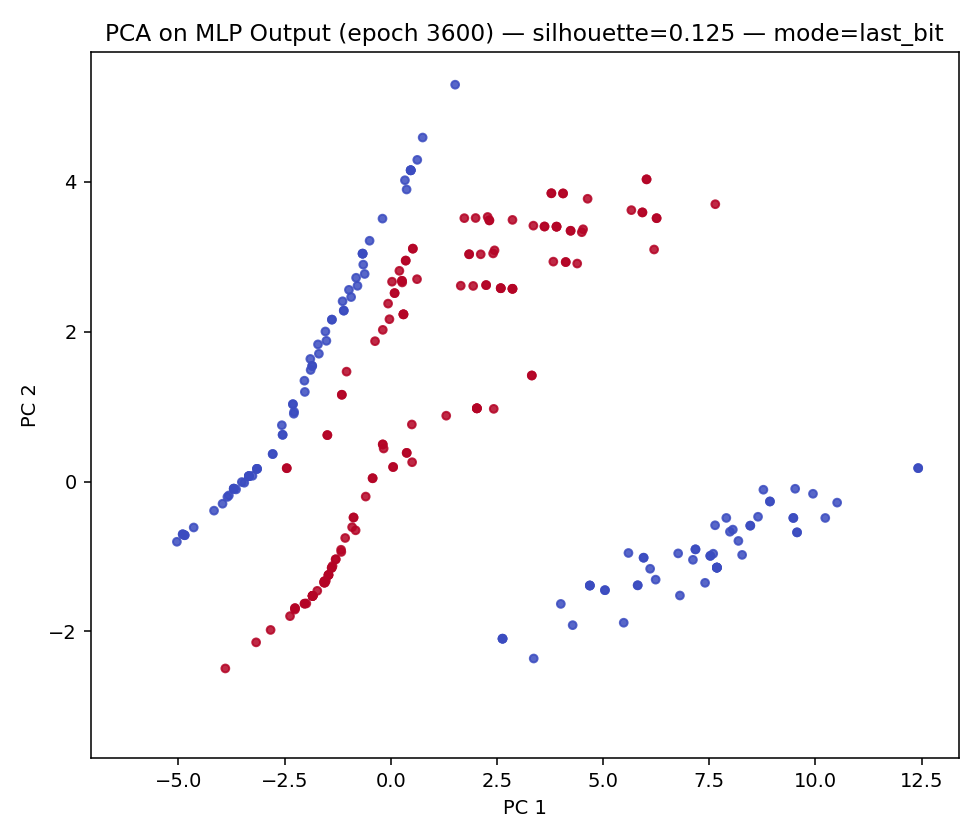 PCA on MLP Output (epoch 3600) — silhouette=0.125 — mode=last_bit
PC 2
4
2
0
−2
−5.0 −2.5 0.0 2.5 5.0 7.5 10.0 12.5
PC 1